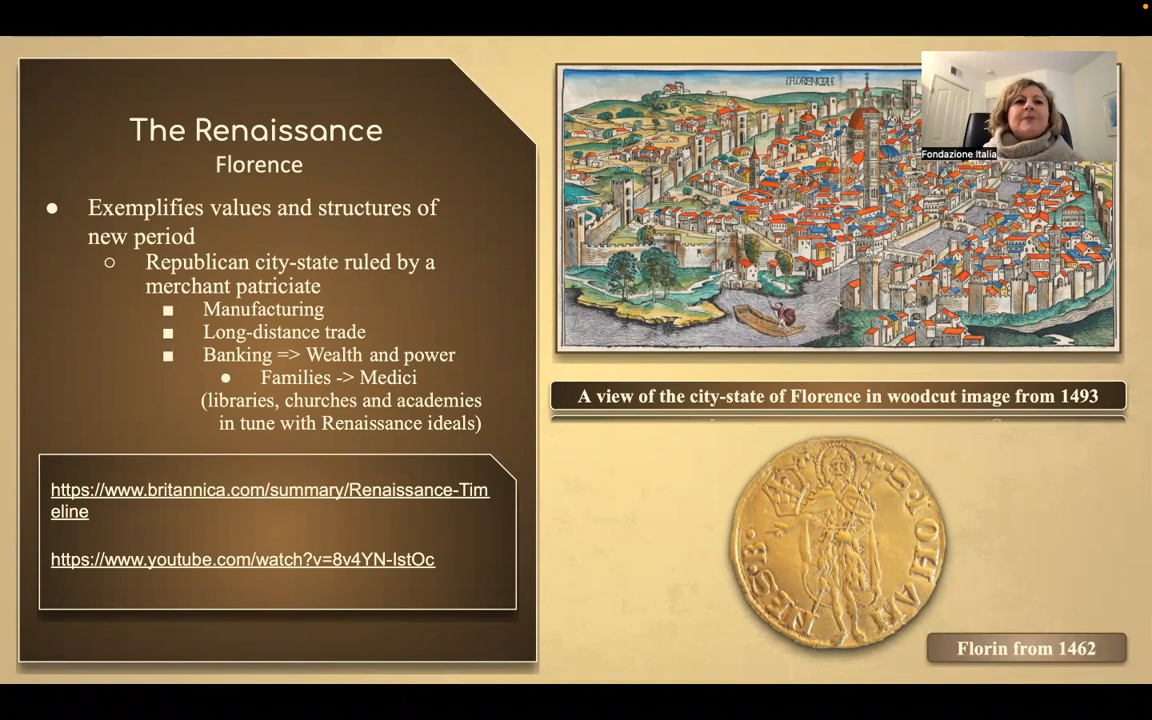 The Renaissance
Florence
● Exemplifies values and structures of
new period
○ Republican city-state ruled by a
merchant patriciate
■ Manufacturing
■ Long-distance trade
■ Banking => Wealth and power
● Families -> Medici
(libraries, churches and academies
in tune with Renaissance ideals)
https://www.britannica.com/summary/Renaissance-Tim
eline
https://www.youtube.com/watch?v=8v4YN-IstOc
FLORENCIA
Fondazione Italia
A view of the city-state of Florence in woodcut image from 1493
S·IOHAN
NES·B·
Florin from 1462